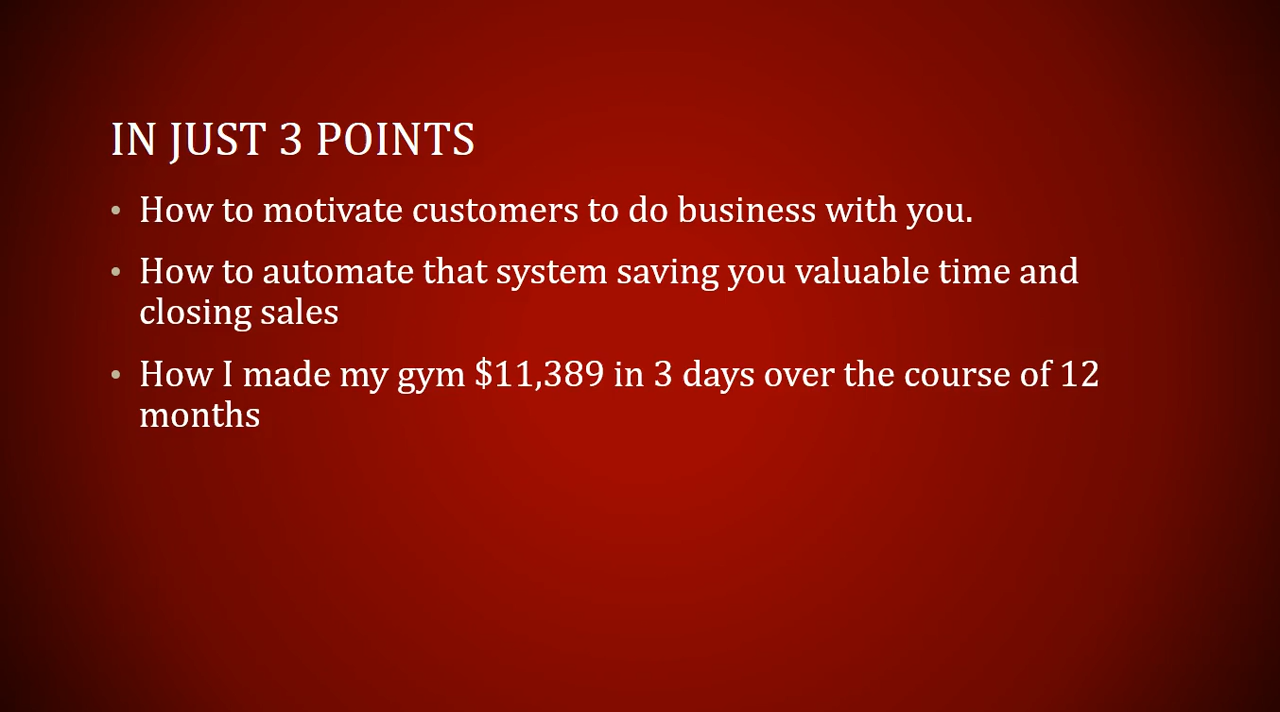 IN JUST 3 POINTS
• How to motivate customers to do business with you.
• How to automate that system saving you valuable time and
closing sales
• How I made my gym $11,389 in 3 days over the course of 12
months